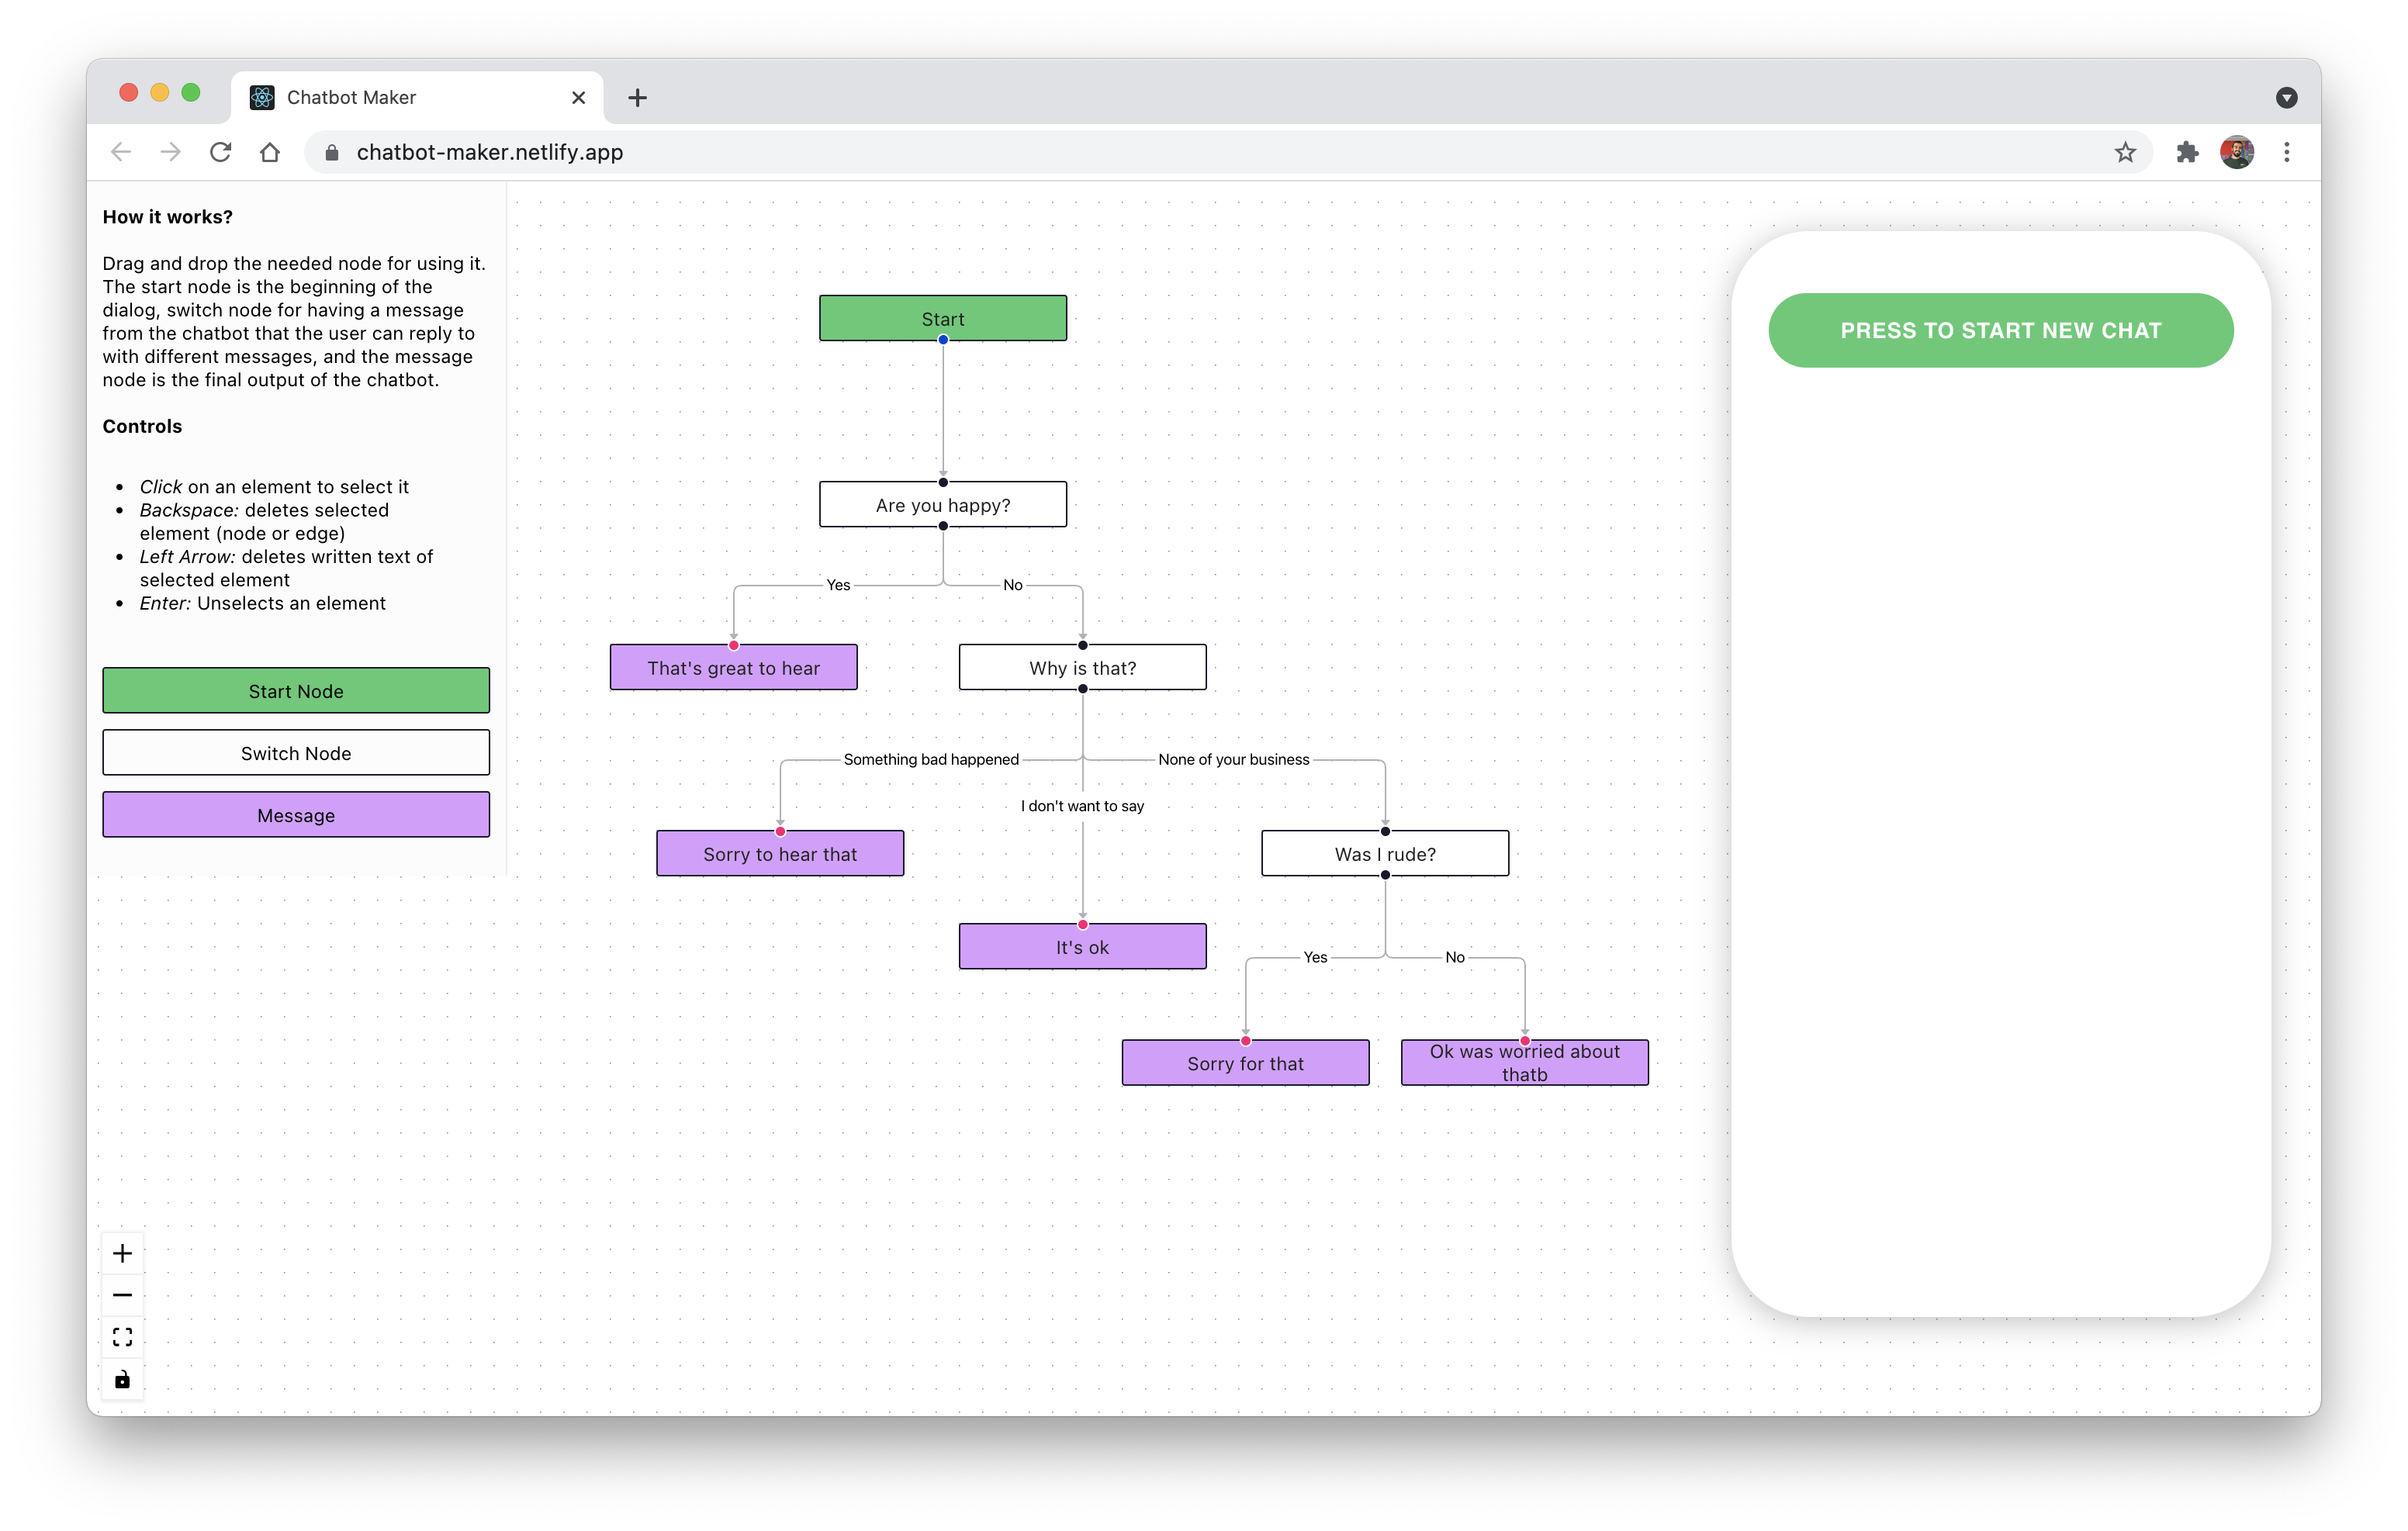 Chatbot Maker
chatbot-maker.netlify.app
How it works?
Drag and drop the needed node for using it.
The start node is the beginning of the
dialog, switch node for having a message
from the chatbot that the user can reply to
with different messages, and the message
node is the final output of the chatbot.
Controls
• Click on an element to select it
• Backspace: deletes selected
element (node or edge)
• Left Arrow: deletes written text of
selected element
• Enter: Unselects an element
Start Node
Switch Node
Message
Start
Are you happy?
Yes
No
That's great to hear
Why is that?
Something bad happened
None of your business
I don't want to say
Sorry to hear that
Was I rude?
It's ok
Yes
No
Sorry for that
Ok was worried about
thatb
PRESS TO START NEW CHAT